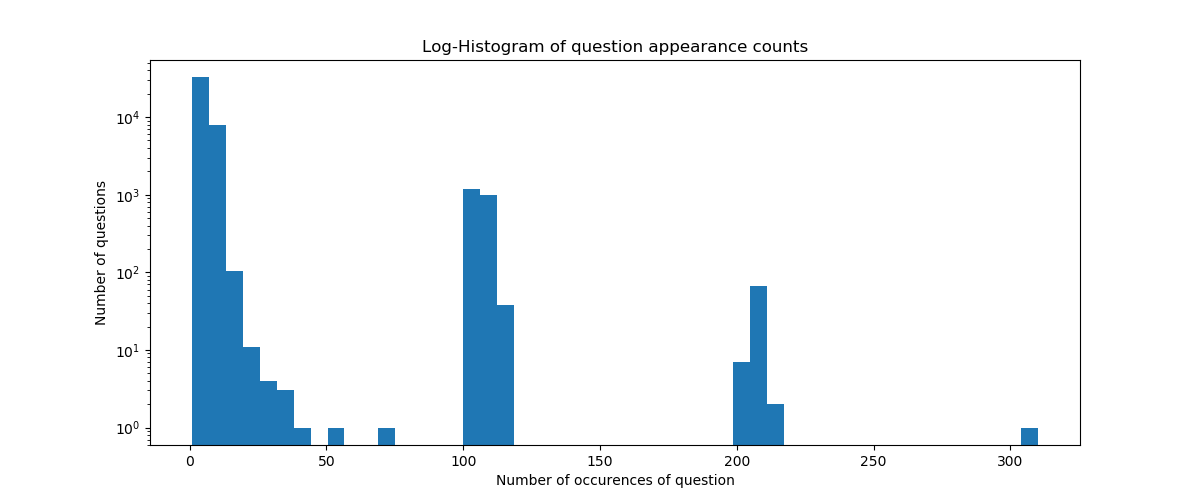 Log-Histogram of question appearance counts
Number of questions
10^4
10^3
10^2
10^1
10^0
0 50 100 150 200 250 300
Number of occurences of question